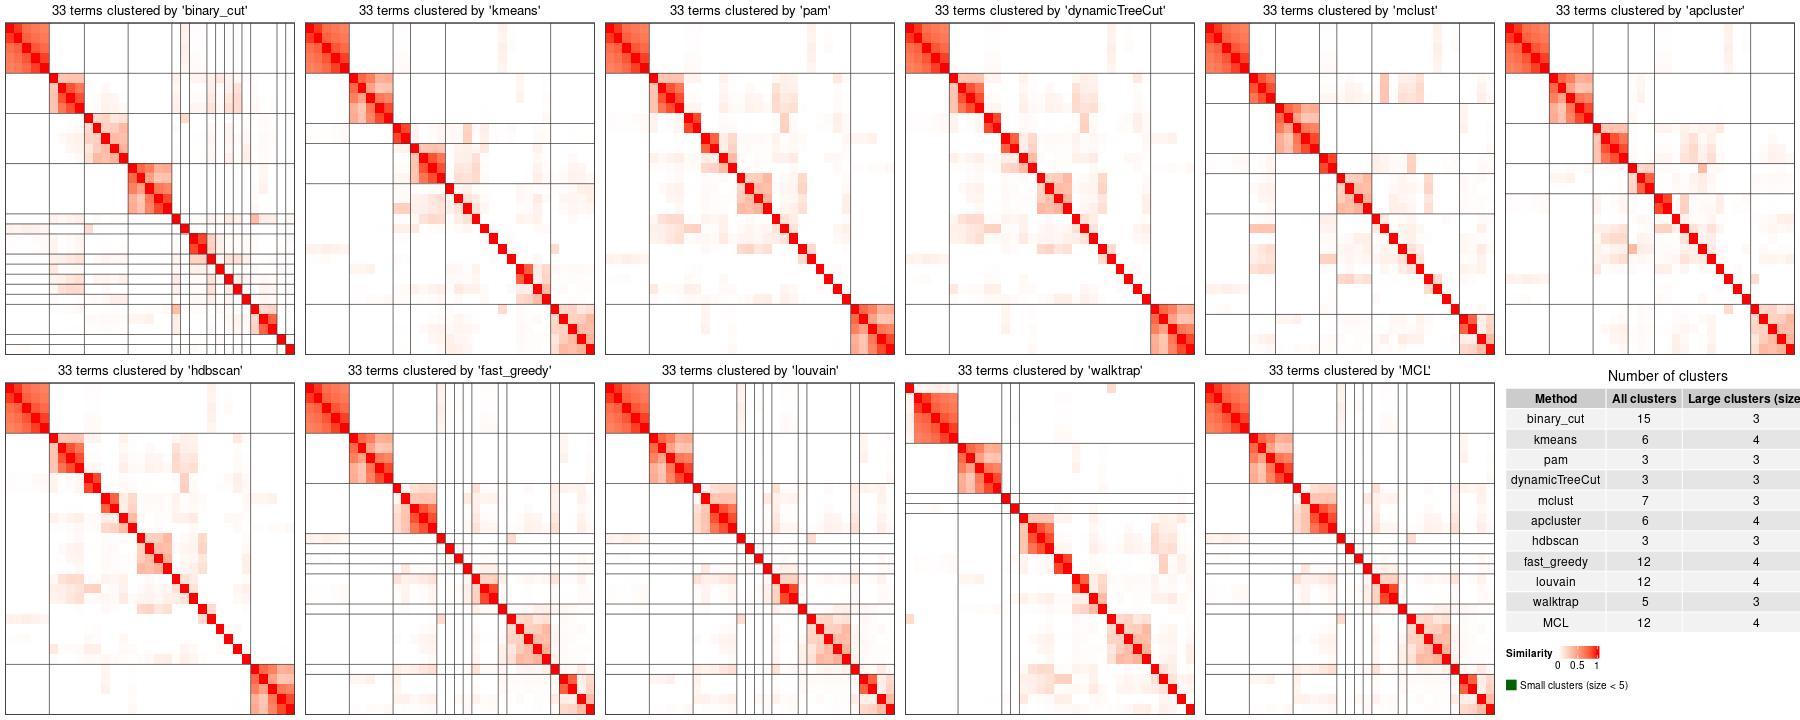 33 terms clustered by 'binary_cut'
33 terms clustered by 'kmeans'
33 terms clustered by 'pam'
33 terms clustered by 'dynamicTreeCut'
33 terms clustered by 'mclust'
33 terms clustered by 'apcluster'
33 terms clustered by 'hdbscan'
33 terms clustered by 'fast_greedy'
33 terms clustered by 'louvain'
33 terms clustered by 'walktrap'
33 terms clustered by 'MCL'
Number of clusters
Method All clusters Large clusters (size
binary_cut 15 3
kmeans 6 4
pam 3 3
dynamicTreeCut 3 3
mclust 7 3
apcluster 6 4
hdbscan 3 3
fast_greedy 12 4
louvain 12 4
walktrap 5 3
MCL 12 4
Similarity
0 0.5 1
Small clusters (size < 5)